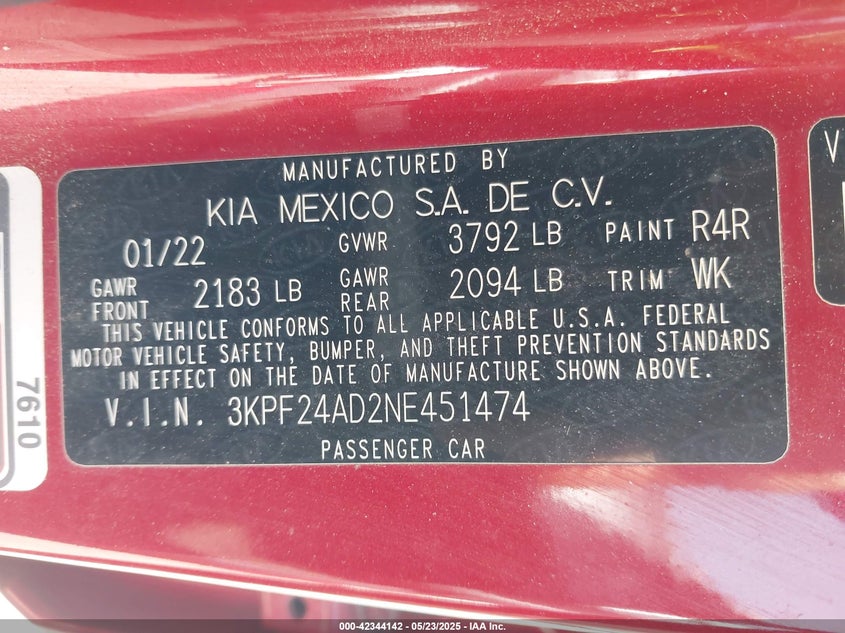 MANUFACTURED BY
KIA MEXICO S.A. DE C.V.
01/22 GVWR 3792 LB PAINT R4R
GAWR FRONT 2183 LB GAWR REAR 2094 LB TRIM WK
THIS VEHICLE CONFORMS TO ALL APPLICABLE U.S.A. FEDERAL
MOTOR VEHICLE SAFETY, BUMPER, AND THEFT PREVENTION STANDARDS
IN EFFECT ON THE DATE OF MANUFACTURE SHOWN ABOVE.
V.I.N. 3KPF24AD2NE451474
PASSENGER CAR
7610
V
000-42344142 - 05/23/2025 - IAA Inc.